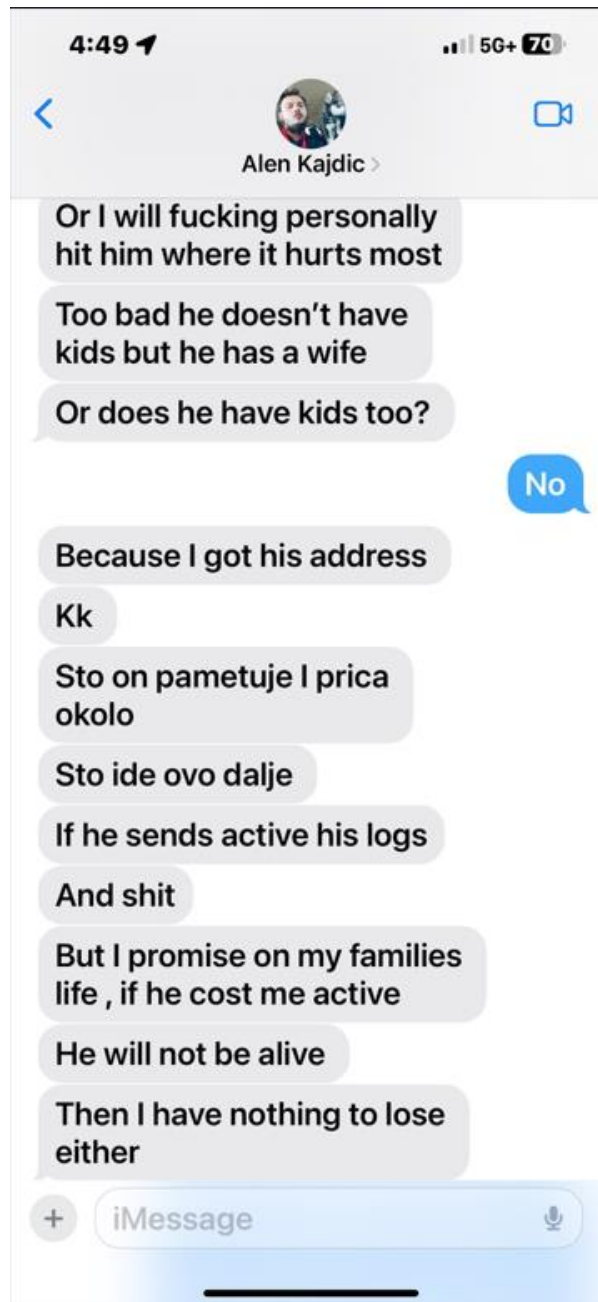 4:49
5G+ 70
Alen Kajdic
Or I will fucking personally
hit him where it hurts most
Too bad he doesn't have
kids but he has a wife
Or does he have kids too?
No
Because I got his address
Kk
Sto on pametuje I prica
okolo
Sto ide ovo dalje
If he sends active his logs
And shit
But I promise on my families
life , if he cost me active
He will not be alive
Then I have nothing to lose
either
iMessage